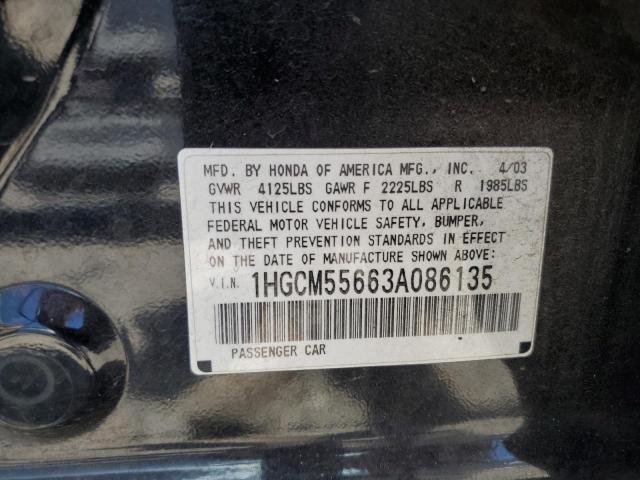 MFD. BY HONDA OF AMERICA MFG., INC. 4/03
GVWR 4125LBS GAWR F 2225LBS R 1985LBS
THIS VEHICLE CONFORMS TO ALL APPLICABLE
FEDERAL MOTOR VEHICLE SAFETY, BUMPER,
AND THEFT PREVENTION STANDARDS IN EFFECT
ON THE DATE OF MANUFACTURE SHOWN ABOVE:
V.I.N. 1HGCM55663A086135
PASSENGER CAR